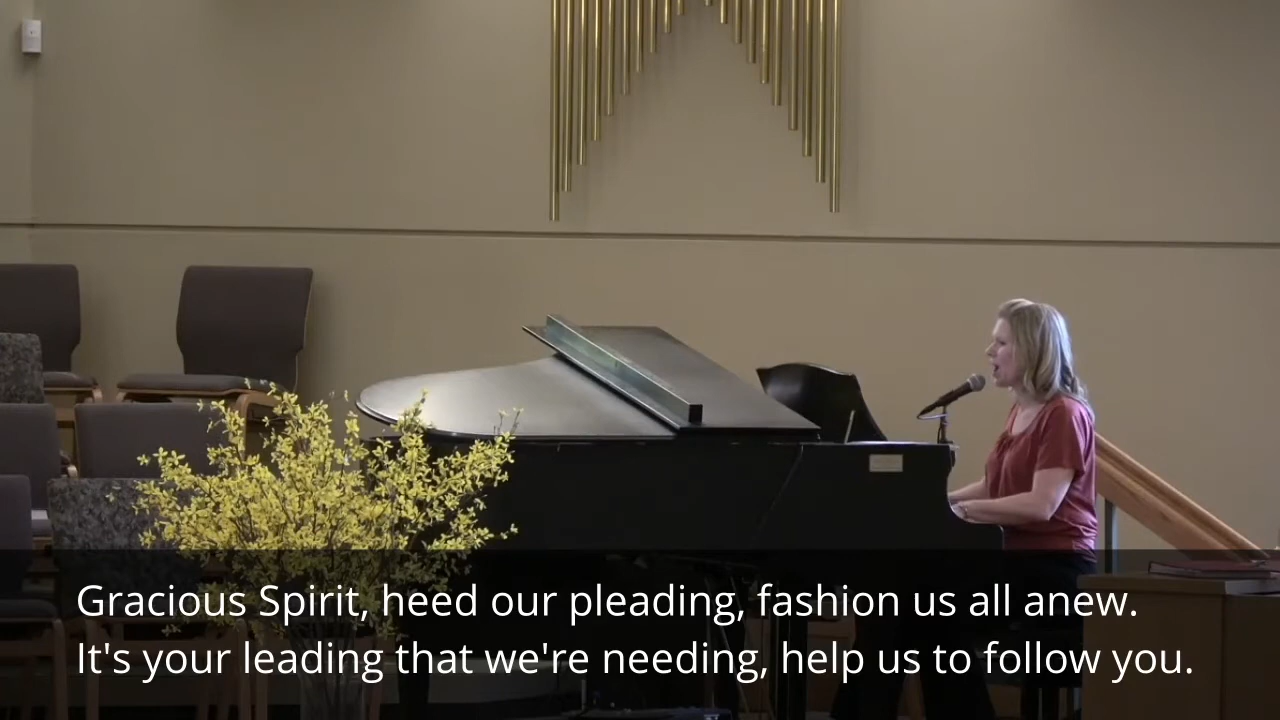 Gracious Spirit, heed our pleading, fashion us all anew.
It's your leading that we're needing, help us to follow you.